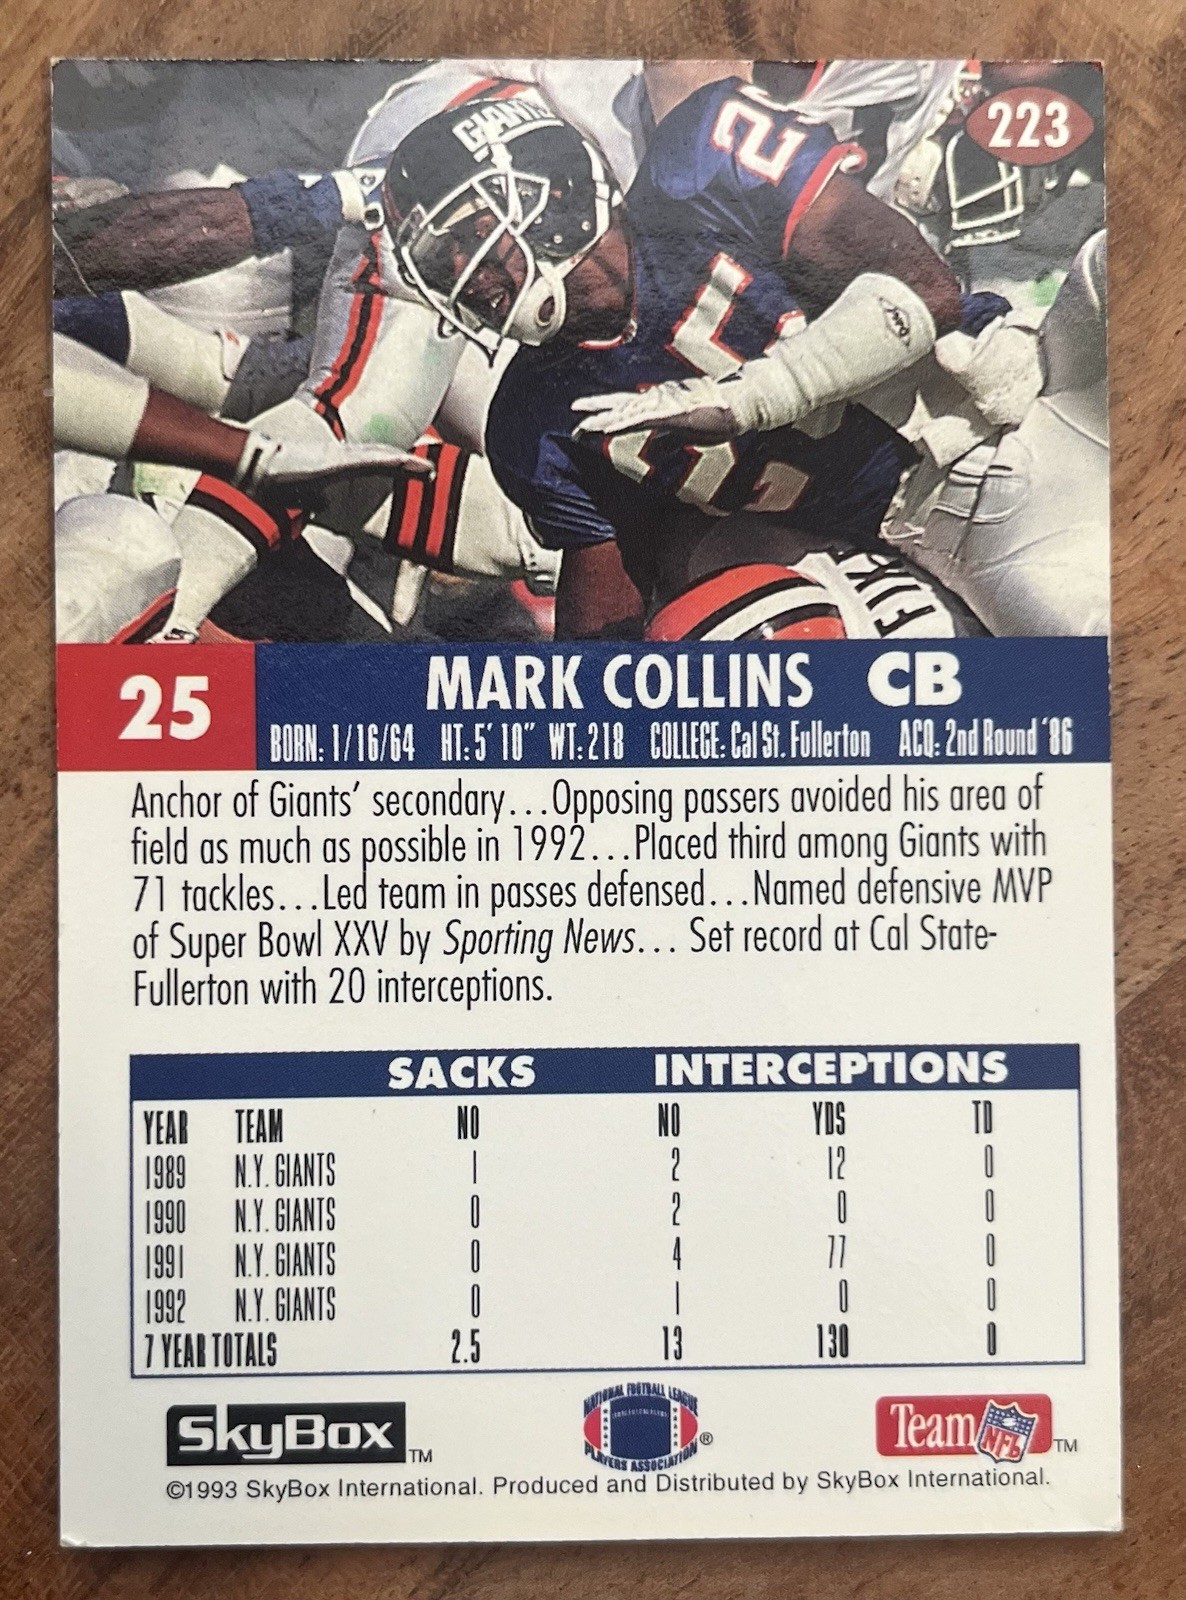 GIANTS
223
25
25
FIX
25
MARK COLLINS CB
BORN: 1/16/64 HT: 5' 10" WT: 218 COLLEGE: Cal St. Fullerton ACQ: 2nd Round '86
Anchor of Giants' secondary...Opposing passers avoided his area of
field as much as possible in 1992...Placed third among Giants with
71 tackles...Led team in passes defensed...Named defensive MVP
of Super Bowl XXV by Sporting News... Set record at Cal State-
Fullerton with 20 interceptions.
SACKS INTERCEPTIONS
YEAR TEAM NO NO YDS TD
1989 N.Y. GIANTS 1 2 12 0
1990 N.Y. GIANTS 0 2 0 0
1991 N.Y. GIANTS 0 4 77 0
1992 N.Y. GIANTS 0 1 0 0
7 YEAR TOTALS 2.5 13 130 0
SkyBox™
NATIONAL FOOTBALL LEAGUE
PLAYERS ASSOCIATION®
Team NFL™
©1993 SkyBox International. Produced and Distributed by SkyBox International.